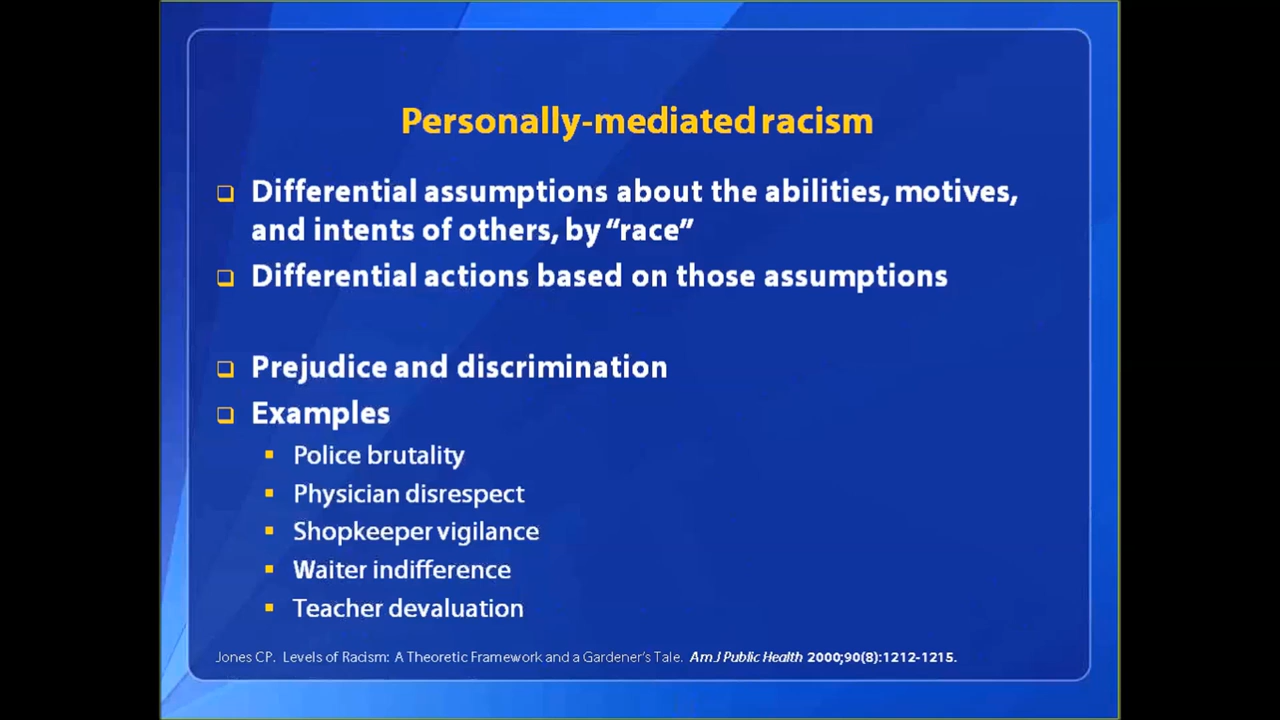 Personally-mediated racism
Differential assumptions about the abilities, motives,
and intents of others, by “race”
Differential actions based on those assumptions
Prejudice and discrimination
Examples
Police brutality
Physician disrespect
Shopkeeper vigilance
Waiter indifference
Teacher devaluation
Jones CP. Levels of Racism: A Theoretic Framework and a Gardener’s Tale. Am J Public Health 2000;90(8):1212-1215.